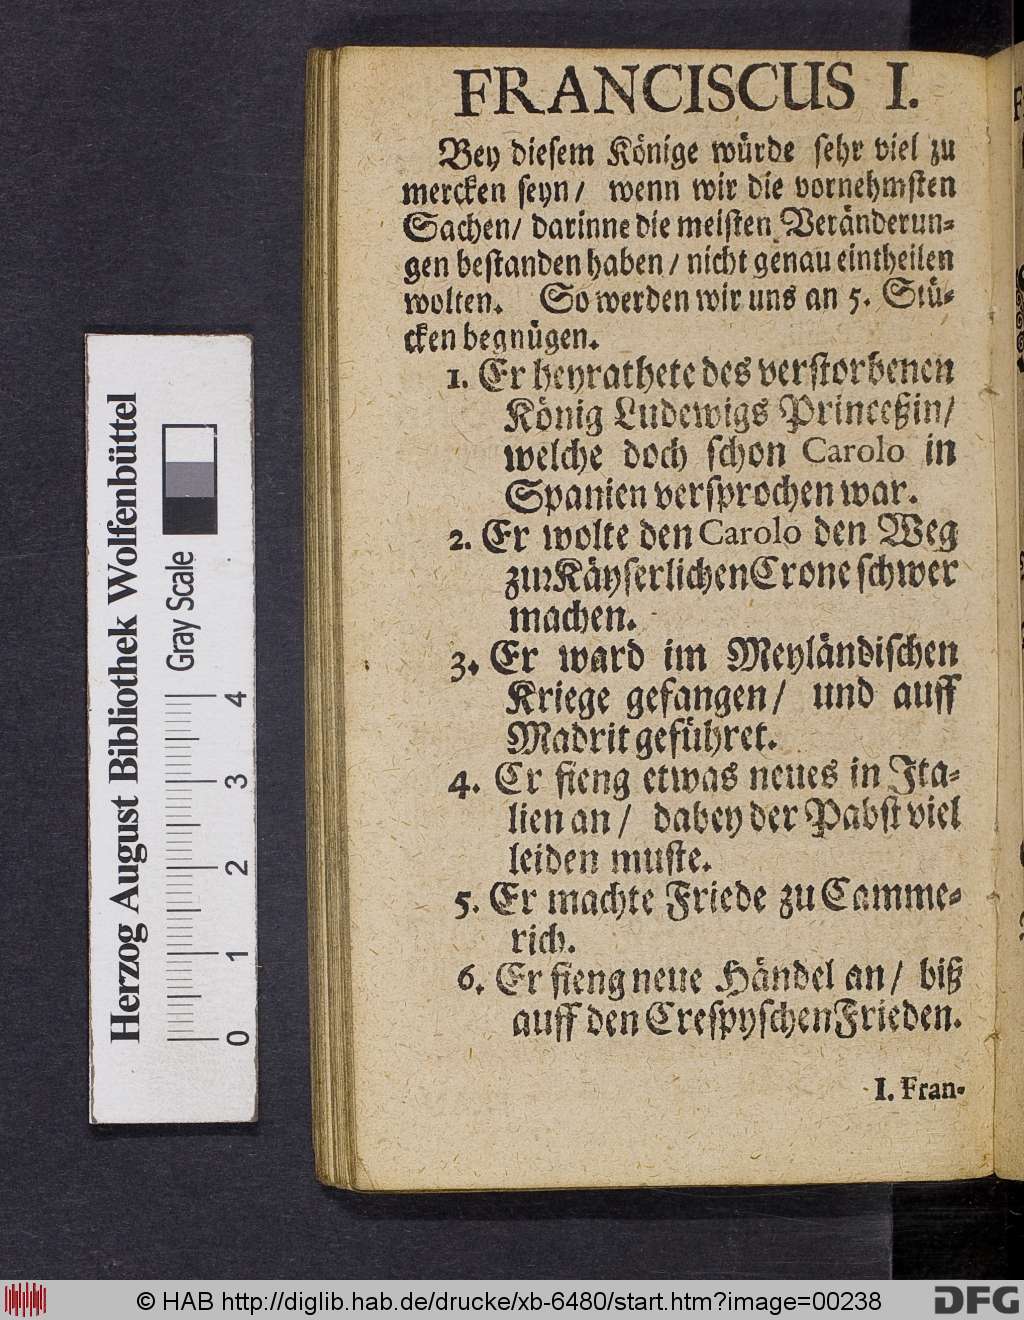 FRANCISCUS I.
Bey diesem Könige würde sehr viel zu
mercken seyn/ wenn wir die vornehmsten
Sachen/ darinne die meisten Veränderun-
gen bestanden haben/ nicht genau eintheilen
wolten. So werden wir uns an 5. Stü-
cken begnügen.
1. Er heyrathete des verstorbenen
König Ludewigs Princeßin/
welche doch schon Carolo in
Spanien versprochen war.
2. Er wolte den Carolo den Weg
zur Käyserlichen Crone schwer
machen.
3. Er ward im Meyländischen
Kriege gefangen/ und auff
Madrit geführet.
4. Er fieng etwas neues in Ita-
lien an/ dabey der Pabst viel
leiden muste.
5. Er machte Friede zu Camme-
rich.
6. Er fieng neue Händel an/ biß
auff den Crespyschen Frieden.
I. Fran-
Herzog August Bibliothek Wolfenbüttel
Gray Scale
0 1 2 3 4
© HAB http://diglib.hab.de/drucke/xb-6480/start.htm?image=00238
DFG